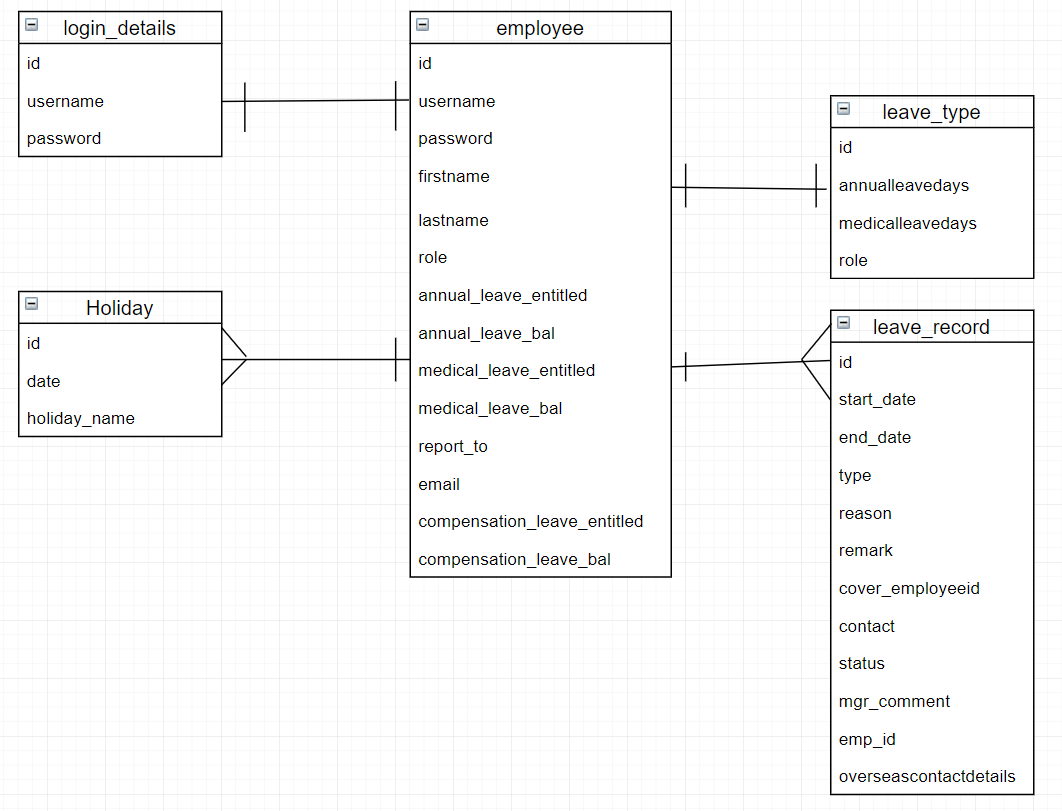 login_details
id
username
password
employee
id
username
password
firstname
lastname
role
annual_leave_entitled
annual_leave_bal
medical_leave_entitled
medical_leave_bal
report_to
email
compensation_leave_entitled
compensation_leave_bal
leave_type
id
annualleavedays
medicalleavedays
role
Holiday
id
date
holiday_name
leave_record
id
start_date
end_date
type
reason
remark
cover_employeeid
contact
status
mgr_comment
emp_id
overseascontactdetails